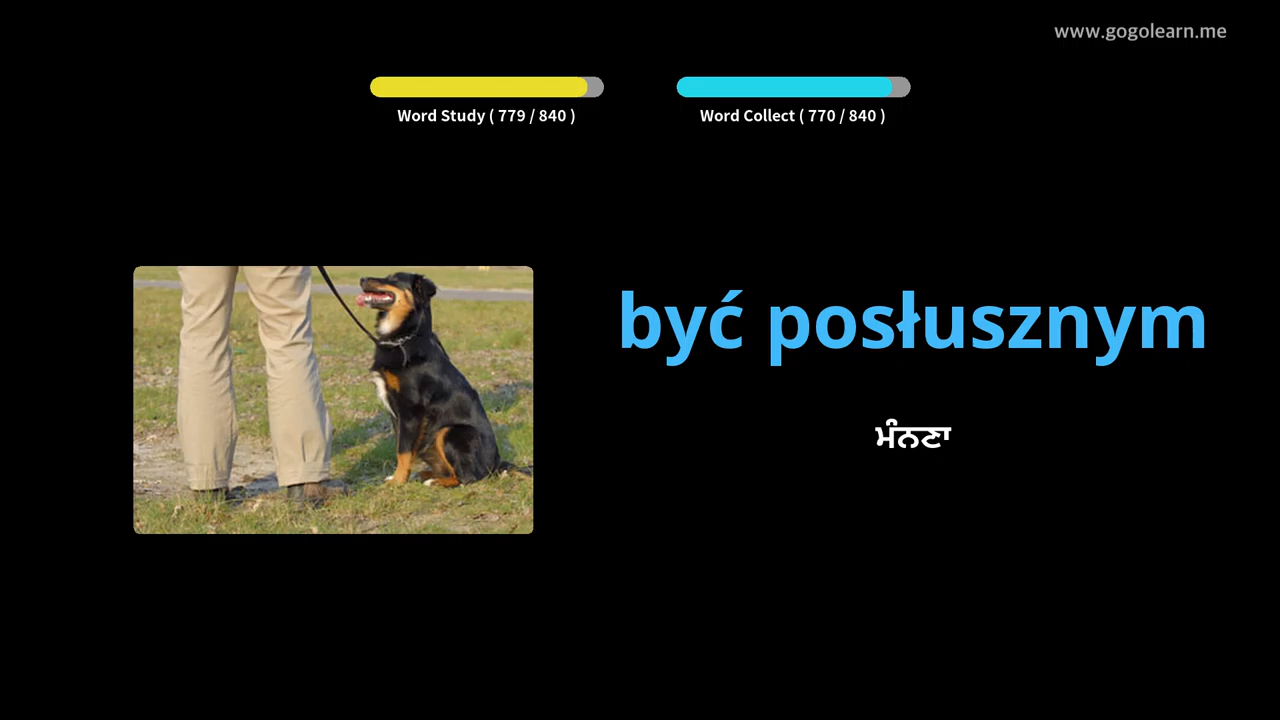 www.gogolearn.me
Word Study ( 779 / 840 )
Word Collect ( 770 / 840 )
być posłusznym
ਮੰਨਣਾ